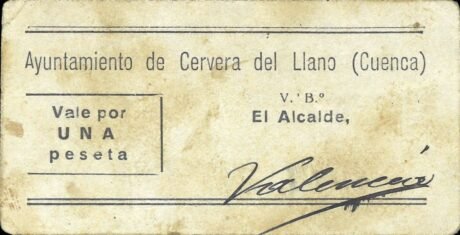 Ayuntamiento de Cervera del Llano (Cuenca)
Vale por
UNA
peseta
V.º B.º
El Alcalde,